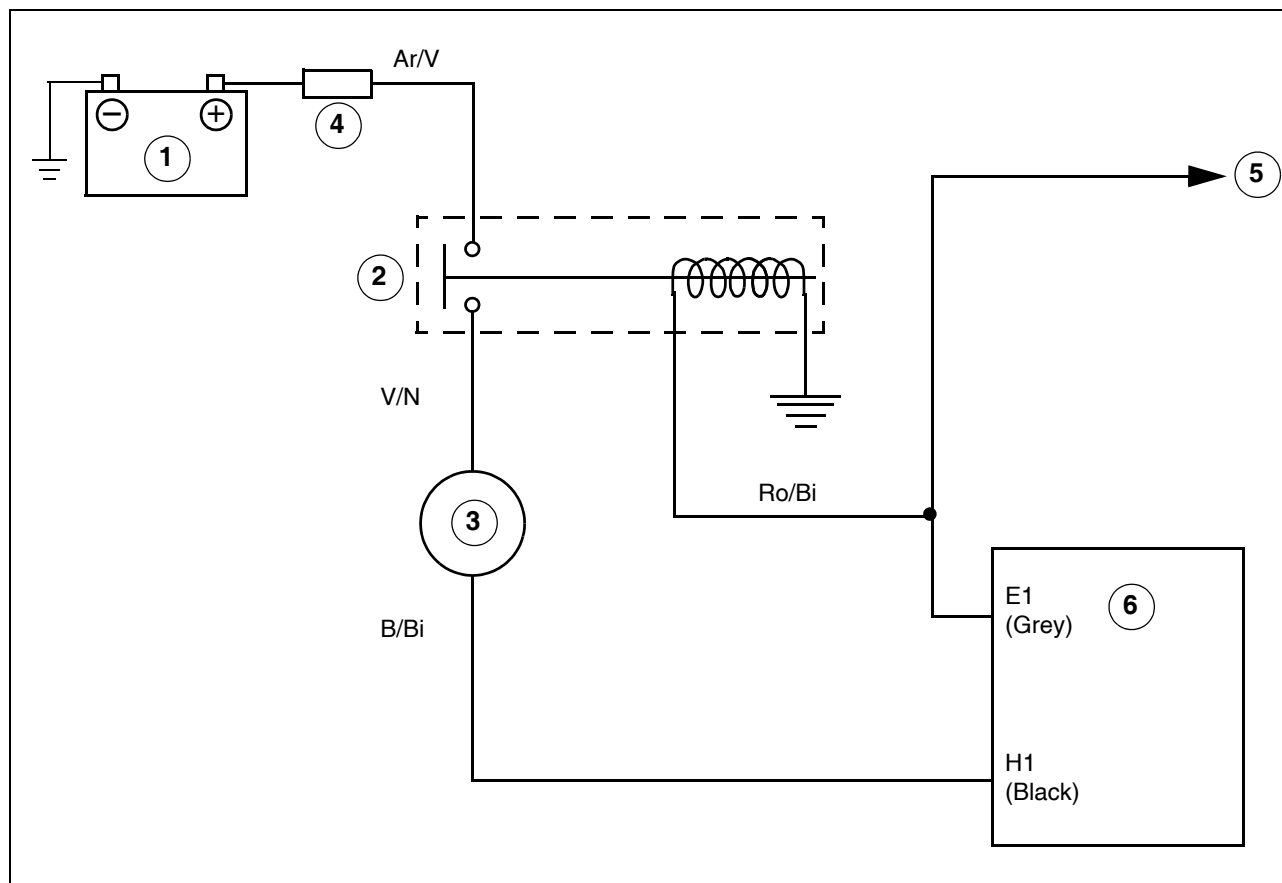 Ar/V
− +
4
1
5
2
V/N
Ro/Bi
3
E1
(Grey)
6
B/Bi
H1
(Black)